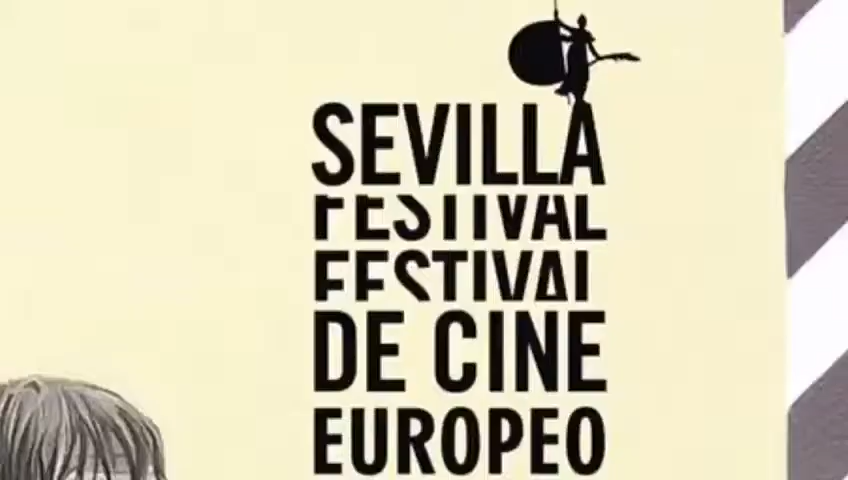 SEVILLA
FESTIVAL
FESTIVAL
DE CINE
EUROPEO